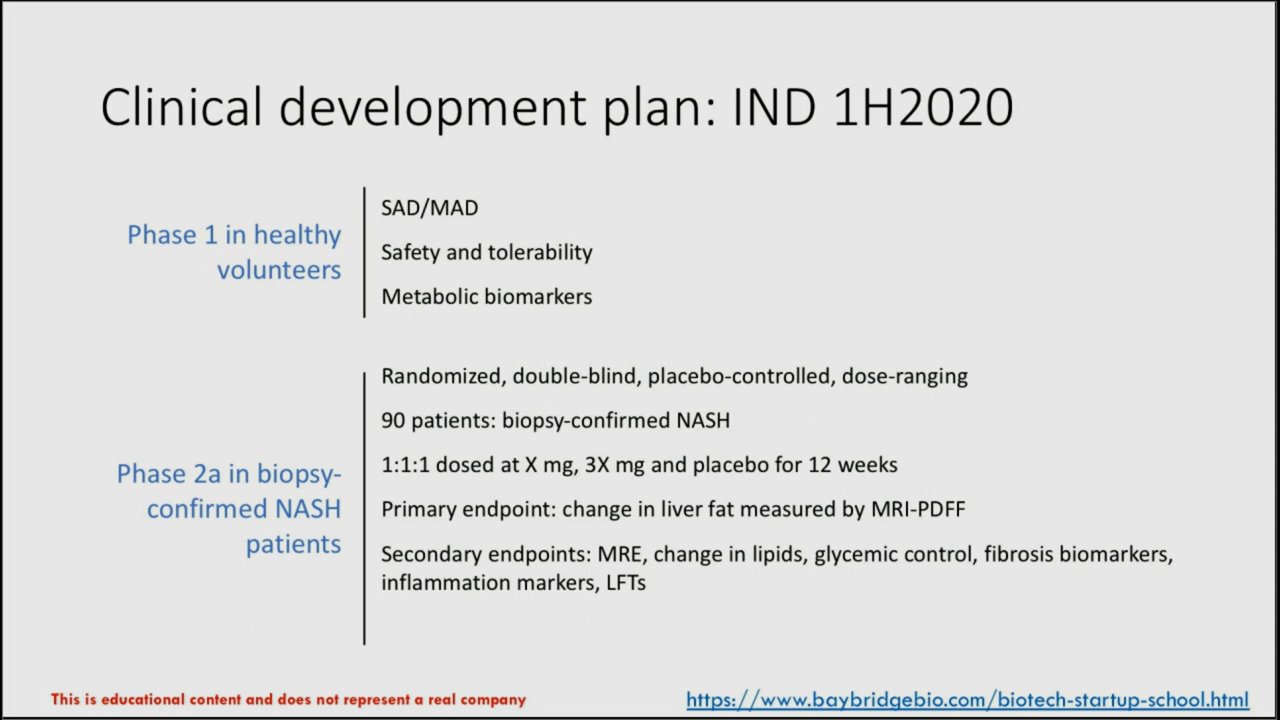 Clinical development plan: IND 1H2020
Phase 1 in healthy
volunteers
SAD/MAD
Safety and tolerability
Metabolic biomarkers
Phase 2a in biopsy-
confirmed NASH
patients
Randomized, double-blind, placebo-controlled, dose-ranging
90 patients: biopsy-confirmed NASH
1:1:1 dosed at X mg, 3X mg and placebo for 12 weeks
Primary endpoint: change in liver fat measured by MRI-PDFF
Secondary endpoints: MRE, change in lipids, glycemic control, fibrosis biomarkers,
inflammation markers, LFTs
This is educational content and does not represent a real company
https://www.baybridgebio.com/biotech-startup-school.html